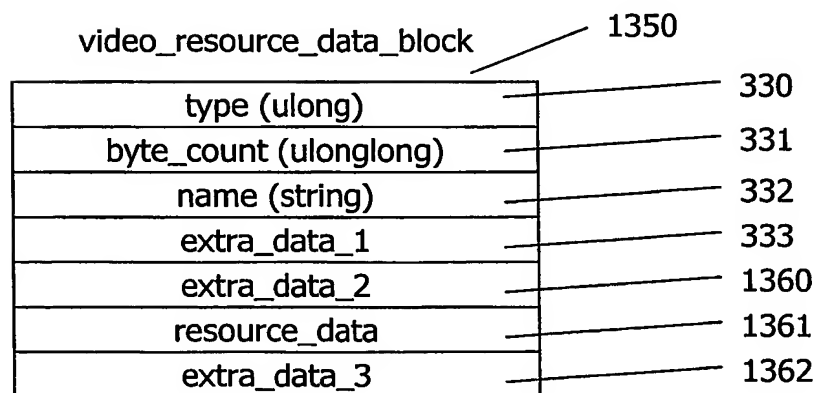 video_resource_data_block 1350
type (ulong) 330
byte_count (ulonglong) 331
name (string) 332
extra_data_1 333
extra_data_2 1360
resource_data 1361
extra_data_3 1362